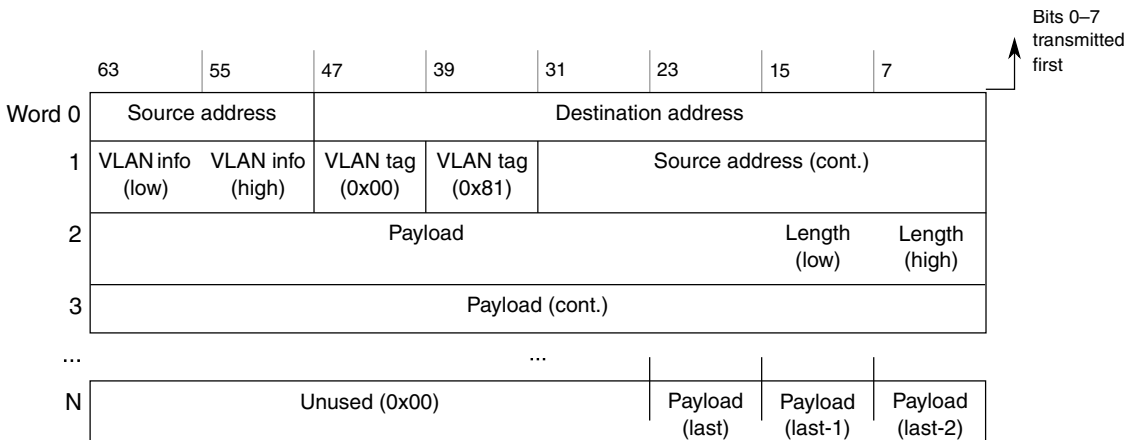 Bits 0–7
transmitted
first
63 55 47 39 31 23 15 7
Word 0 Source address Destination address
1 VLAN info VLAN info VLAN tag VLAN tag Source address (cont.)
(low) (high) (0x00) (0x81)
2 Payload Length Length
(low) (high)
3 Payload (cont.)
... ...
N Unused (0x00) Payload Payload Payload
(last) (last-1) (last-2)